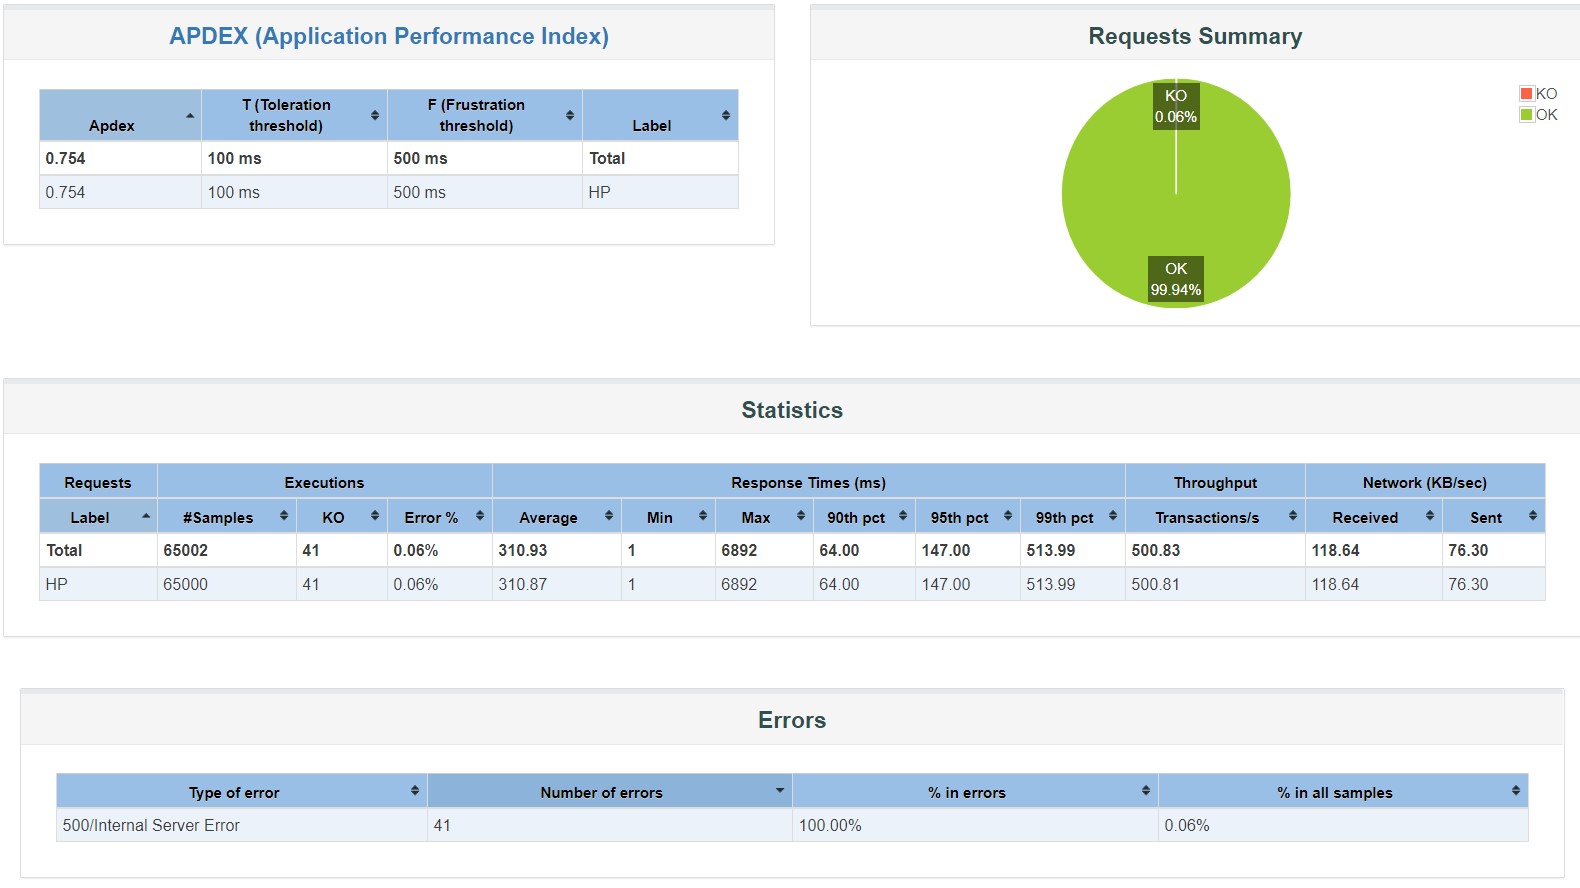 APDEX (Application Performance Index)
Apdex T (Toleration threshold) F (Frustration threshold) Label
0.754 100 ms 500 ms Total
0.754 100 ms 500 ms HP
Requests Summary
KO
0.06%
OK
99.94%
KO
OK
Statistics
Requests Executions Response Times (ms) Throughput Network (KB/sec)
Label #Samples KO Error % Average Min Max 90th pct 95th pct 99th pct Transactions/s Received Sent
Total 65002 41 0.06% 310.93 1 6892 64.00 147.00 513.99 500.83 118.64 76.30
HP 65000 41 0.06% 310.87 1 6892 64.00 147.00 513.99 500.81 118.64 76.30
Errors
Type of error Number of errors % in errors % in all samples
500/Internal Server Error 41 100.00% 0.06%